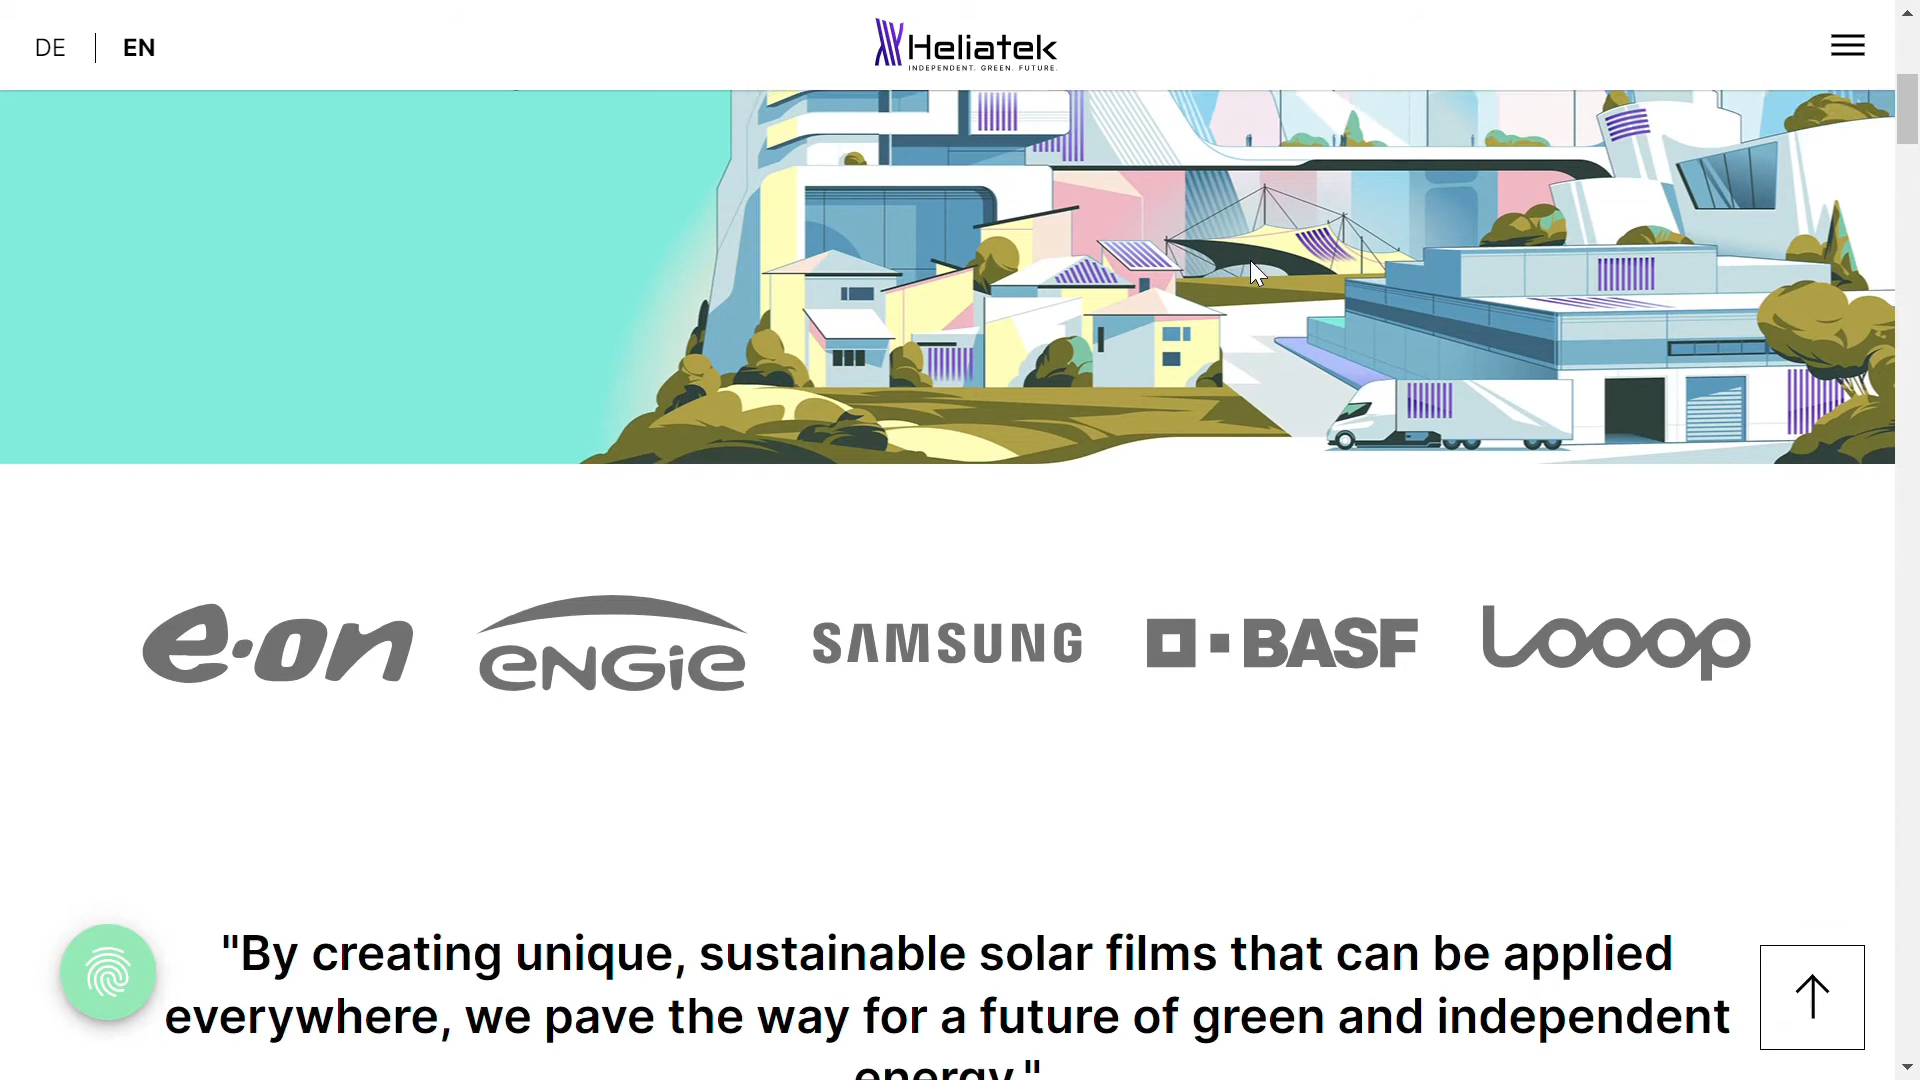 DE | EN
Heliatek
INDEPENDENT. GREEN. FUTURE.
e·on
ENGIE
SAMSUNG
BASF
Looop
"By creating unique, sustainable solar films that can be applied
everywhere, we pave the way for a future of green and independent
energy."